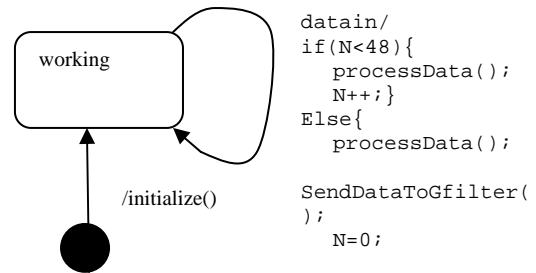 working
/initialize()
datain/
if(N<48){
processData();
N++;}
Else{
processData();
SendDataToGfilter(
);
N=0;